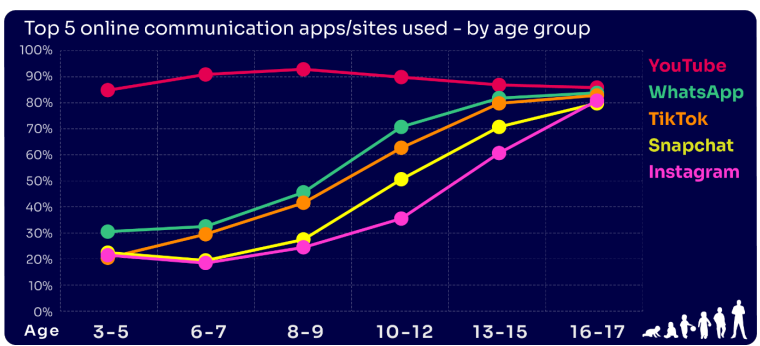 Top 5 online communication apps/sites used - by age group
100%
90%
80%
70%
60%
50%
40%
30%
20%
10%
0%
YouTube
WhatsApp
TikTok
Snapchat
Instagram
Age 3-5 6-7 8-9 10-12 13-15 16-17